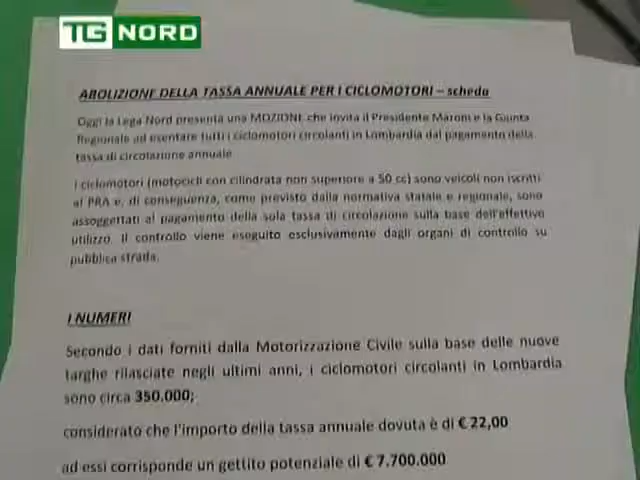 TG NORD
ABOLIZIONE DELLA TASSA ANNUALE PER I CICLOMOTORI – scheda
Oggi la Lega Nord presenta una MOZIONE che invita il Presidente Maroni e la Giunta
Regionale ad esentare tutti i ciclomotori circolanti in Lombardia dal pagamento della
tassa di circolazione annuale
I ciclomotori (motocicli con cilindrata non superiore a 50 cc) sono veicoli non iscritti
al PRA e, di conseguenza, come previsto dalla normativa statale e regionale, sono
assoggettati al pagamento della sola tassa di circolazione sulla base dell'effettivo
utilizzo. Il controllo viene eseguito esclusivamente dagli organi di controllo su
pubblica strada.
I NUMERI
Secondo i dati forniti dalla Motorizzazione Civile sulla base delle nuove
targhe rilasciate negli ultimi anni, i ciclomotori circolanti in Lombardia
sono circa 350.000;
considerato che l'importo della tassa annuale dovuta è di € 22,00
ad essi corrisponde un gettito potenziale di € 7.700.000